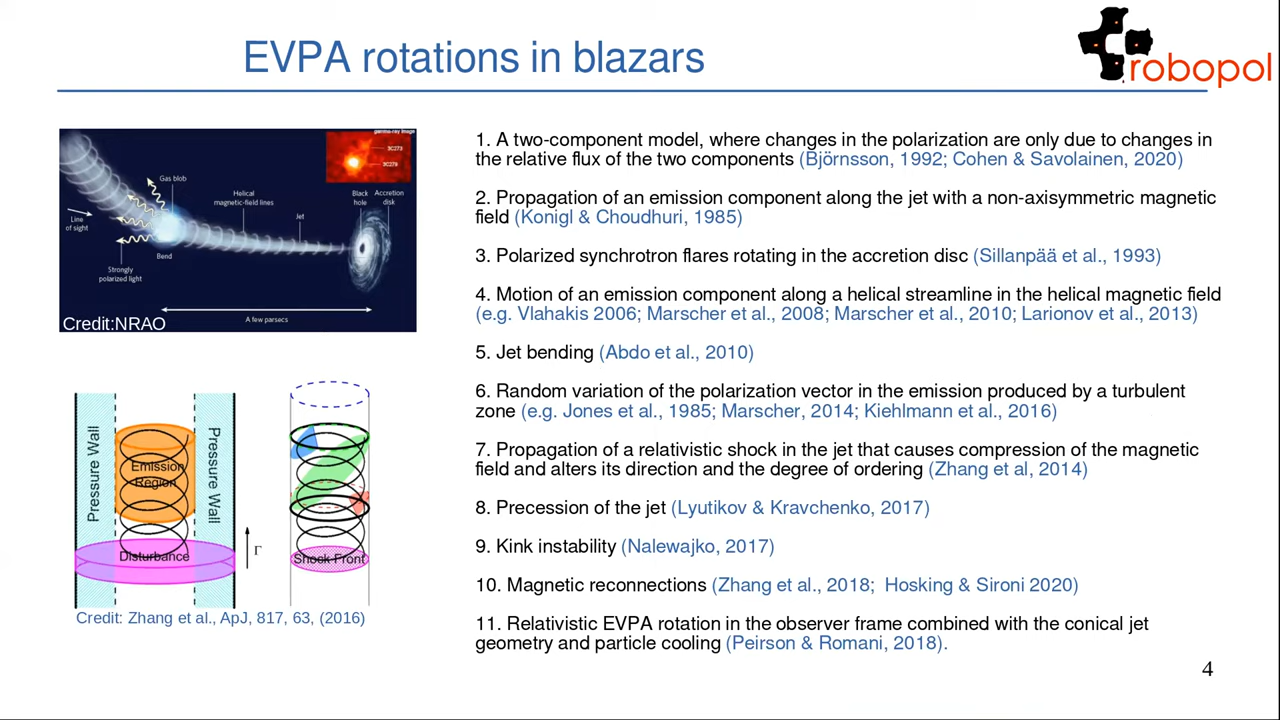 EVPA rotations in blazars
robopol
gamma-ray image
3C273
3C279
Gas blob
Helical
magnetic-field lines
Jet
Black
hole
Accretion
disk
Line
of sight
Bend
Strongly
polarized light
A few parsecs
Credit:NRAO
Pressure Wall
Emission
Region
Pressure Wall
Disturbance
Γ
Shock Front
Credit: Zhang et al., ApJ, 817, 63, (2016)
1. A two-component model, where changes in the polarization are only due to changes in
the relative flux of the two components (Björnsson, 1992; Cohen & Savolainen, 2020)
2. Propagation of an emission component along the jet with a non-axisymmetric magnetic
field (Konigl & Choudhuri, 1985)
3. Polarized synchrotron flares rotating in the accretion disc (Sillanpää et al., 1993)
4. Motion of an emission component along a helical streamline in the helical magnetic field
(e.g. Vlahakis 2006; Marscher et al., 2008; Marscher et al., 2010; Larionov et al., 2013)
5. Jet bending (Abdo et al., 2010)
6. Random variation of the polarization vector in the emission produced by a turbulent
zone (e.g. Jones et al., 1985; Marscher, 2014; Kiehlmann et al., 2016)
7. Propagation of a relativistic shock in the jet that causes compression of the magnetic
field and alters its direction and the degree of ordering (Zhang et al, 2014)
8. Precession of the jet (Lyutikov & Kravchenko, 2017)
9. Kink instability (Nalewajko, 2017)
10. Magnetic reconnections (Zhang et al., 2018; Hosking & Sironi 2020)
11. Relativistic EVPA rotation in the observer frame combined with the conical jet
geometry and particle cooling (Peirson & Romani, 2018).
4